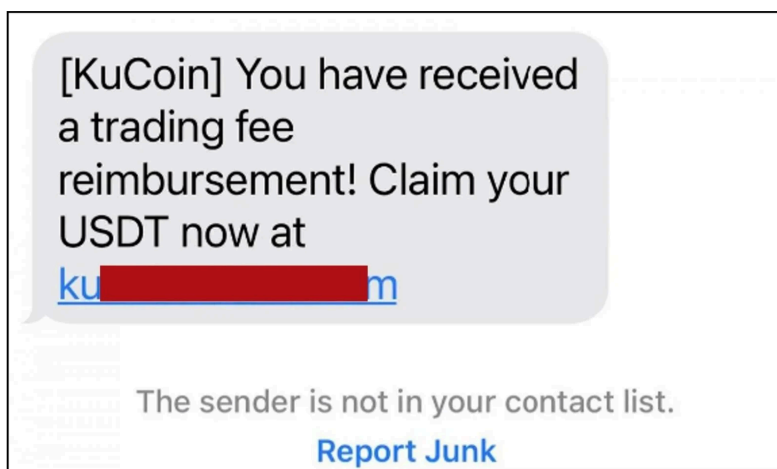 [KuCoin] You have received
a trading fee
reimbursement! Claim your
USDT now at
ku m
The sender is not in your contact list.
Report Junk